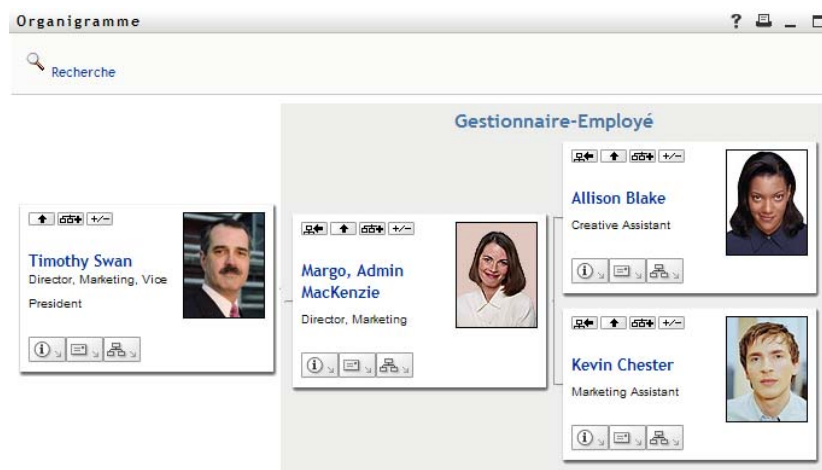 Organigramme
?
Recherche
Gestionnaire-Employé
+/-
Timothy Swan
Director, Marketing, Vice
President
+/-
Margo, Admin
MacKenzie
Director, Marketing
+/-
Allison Blake
Creative Assistant
+/-
Kevin Chester
Marketing Assistant